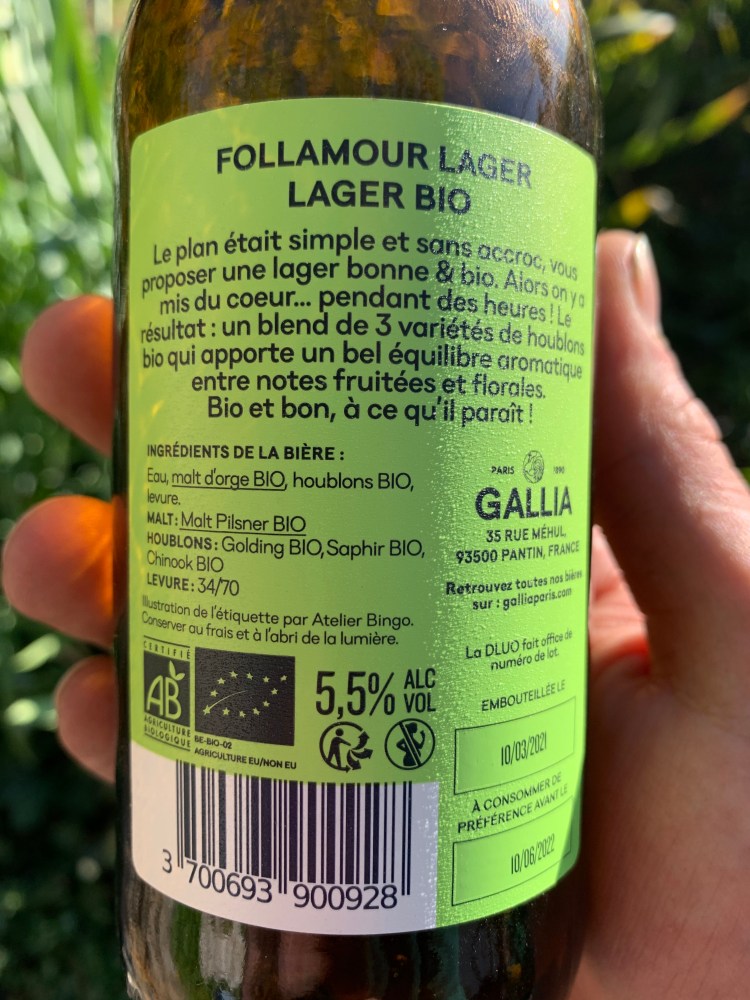 FOLLAMOUR LAGER
LAGER BIO
Le plan était simple et sans accroc, vous
proposer une lager bonne & bio. Alors on y a
mis du coeur... pendant des heures ! Le
résultat : un blend de 3 variétés de houblons
bio qui apporte un bel équilibre aromatique
entre notes fruitées et florales.
Bio et bon, à ce qu'il paraît !
INGRÉDIENTS DE LA BIÈRE :
Eau, malt d'orge BIO, houblons BIO,
levure.
MALT: Malt Pilsner BIO
HOUBLONS: Golding BIO, Saphir BIO,
Chinook BIO
LEVURE: 34/70
Illustration de l'étiquette par Atelier Bingo.
Conserver au frais et à l'abri de la lumière.
CERTIFIÉ
AB
AGRICULTURE
BIOLOGIQUE
BE-BIO-02
AGRICULTURE EU/NON EU
5,5% ALC
VOL
3 700693 900928
PARIS 1890
GALLIA
35 RUE MÉHUL,
93500 PANTIN, FRANCE
Retrouvez toutes nos bières
sur : galliaparis.com
La DLUO fait office de
numéro de lot.
EMBOUTEILLÉE LE
10/03/2021
À CONSOMMER DE
PRÉFÉRENCE AVANT LE
10/06/2022